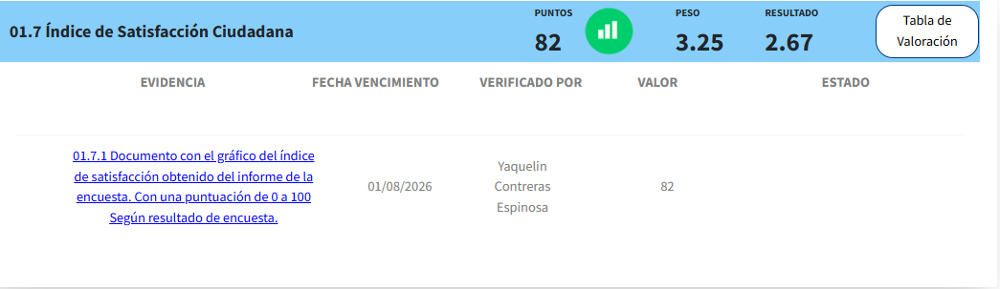 01.7 Índice de Satisfacción Ciudadana
PUNTOS
82
PESO
3.25
RESULTADO
2.67
Tabla de
Valoración
EVIDENCIA FECHA VENCIMIENTO VERIFICADO POR VALOR ESTADO
01.7.1 Documento con el gráfico del índice
de satisfacción obtenido del informe de la
encuesta. Con una puntuación de 0 a 100
Según resultado de encuesta.
01/08/2026
Yaquelin
Contreras
Espinosa
82